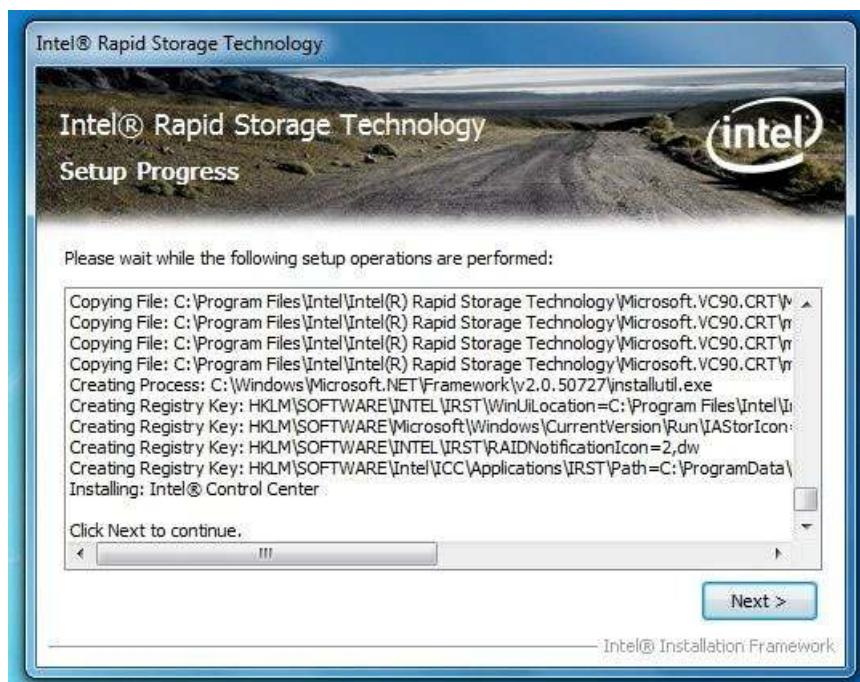 Intel® Rapid Storage Technology
Intel® Rapid Storage Technology
intel
Setup Progress
Please wait while the following setup operations are performed:
Copying File: C:\Program Files\Intel\Intel(R) Rapid Storage Technology\Microsoft.VC90.CRT\M
Copying File: C:\Program Files\Intel\Intel(R) Rapid Storage Technology\Microsoft.VC90.CRT\m
Copying File: C:\Program Files\Intel\Intel(R) Rapid Storage Technology\Microsoft.VC90.CRT\m
Copying File: C:\Program Files\Intel\Intel(R) Rapid Storage Technology\Microsoft.VC90.CRT\m
Creating Process: C:\Windows\Microsoft.NET\Framework\v2.0.50727\installutil.exe
Creating Registry Key: HKLM\SOFTWARE\INTEL\IRST\WinUiLocation=C:\Program Files\Intel\In
Creating Registry Key: HKLM\SOFTWARE\Microsoft\Windows\CurrentVersion\Run\IAStorIcon=
Creating Registry Key: HKLM\SOFTWARE\INTEL\IRST\RAIDNotificationIcon=2,dw
Creating Registry Key: HKLM\SOFTWARE\Intel\ICC\Applications\IRST\Path=C:\ProgramData\
Installing: Intel® Control Center
Click Next to continue.
Next >
Intel® Installation Framework